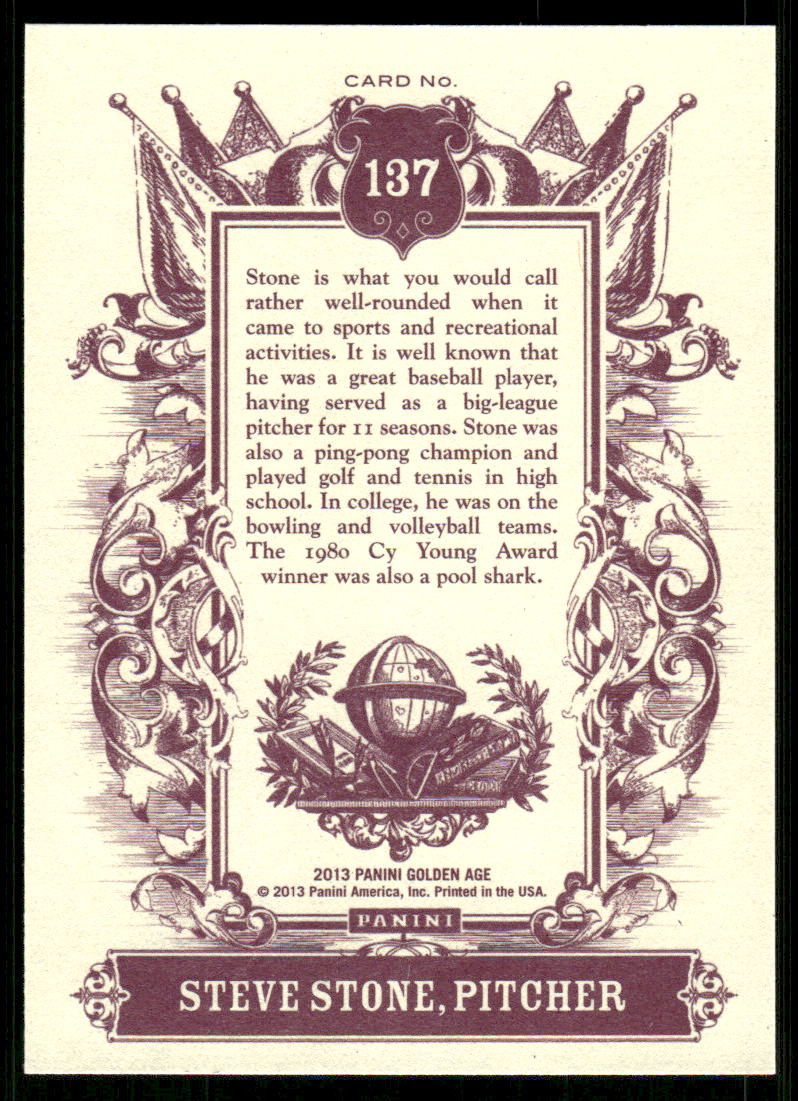 CARD No.
137
Stone is what you would call
rather well-rounded when it
came to sports and recreational
activities. It is well known that
he was a great baseball player,
having served as a big-league
pitcher for 11 seasons. Stone was
also a ping-pong champion and
played golf and tennis in high
school. In college, he was on the
bowling and volleyball teams.
The 1980 Cy Young Award
winner was also a pool shark.
2013 PANINI GOLDEN AGE
© 2013 Panini America, Inc. Printed in the USA.
PANINI
STEVE STONE, PITCHER